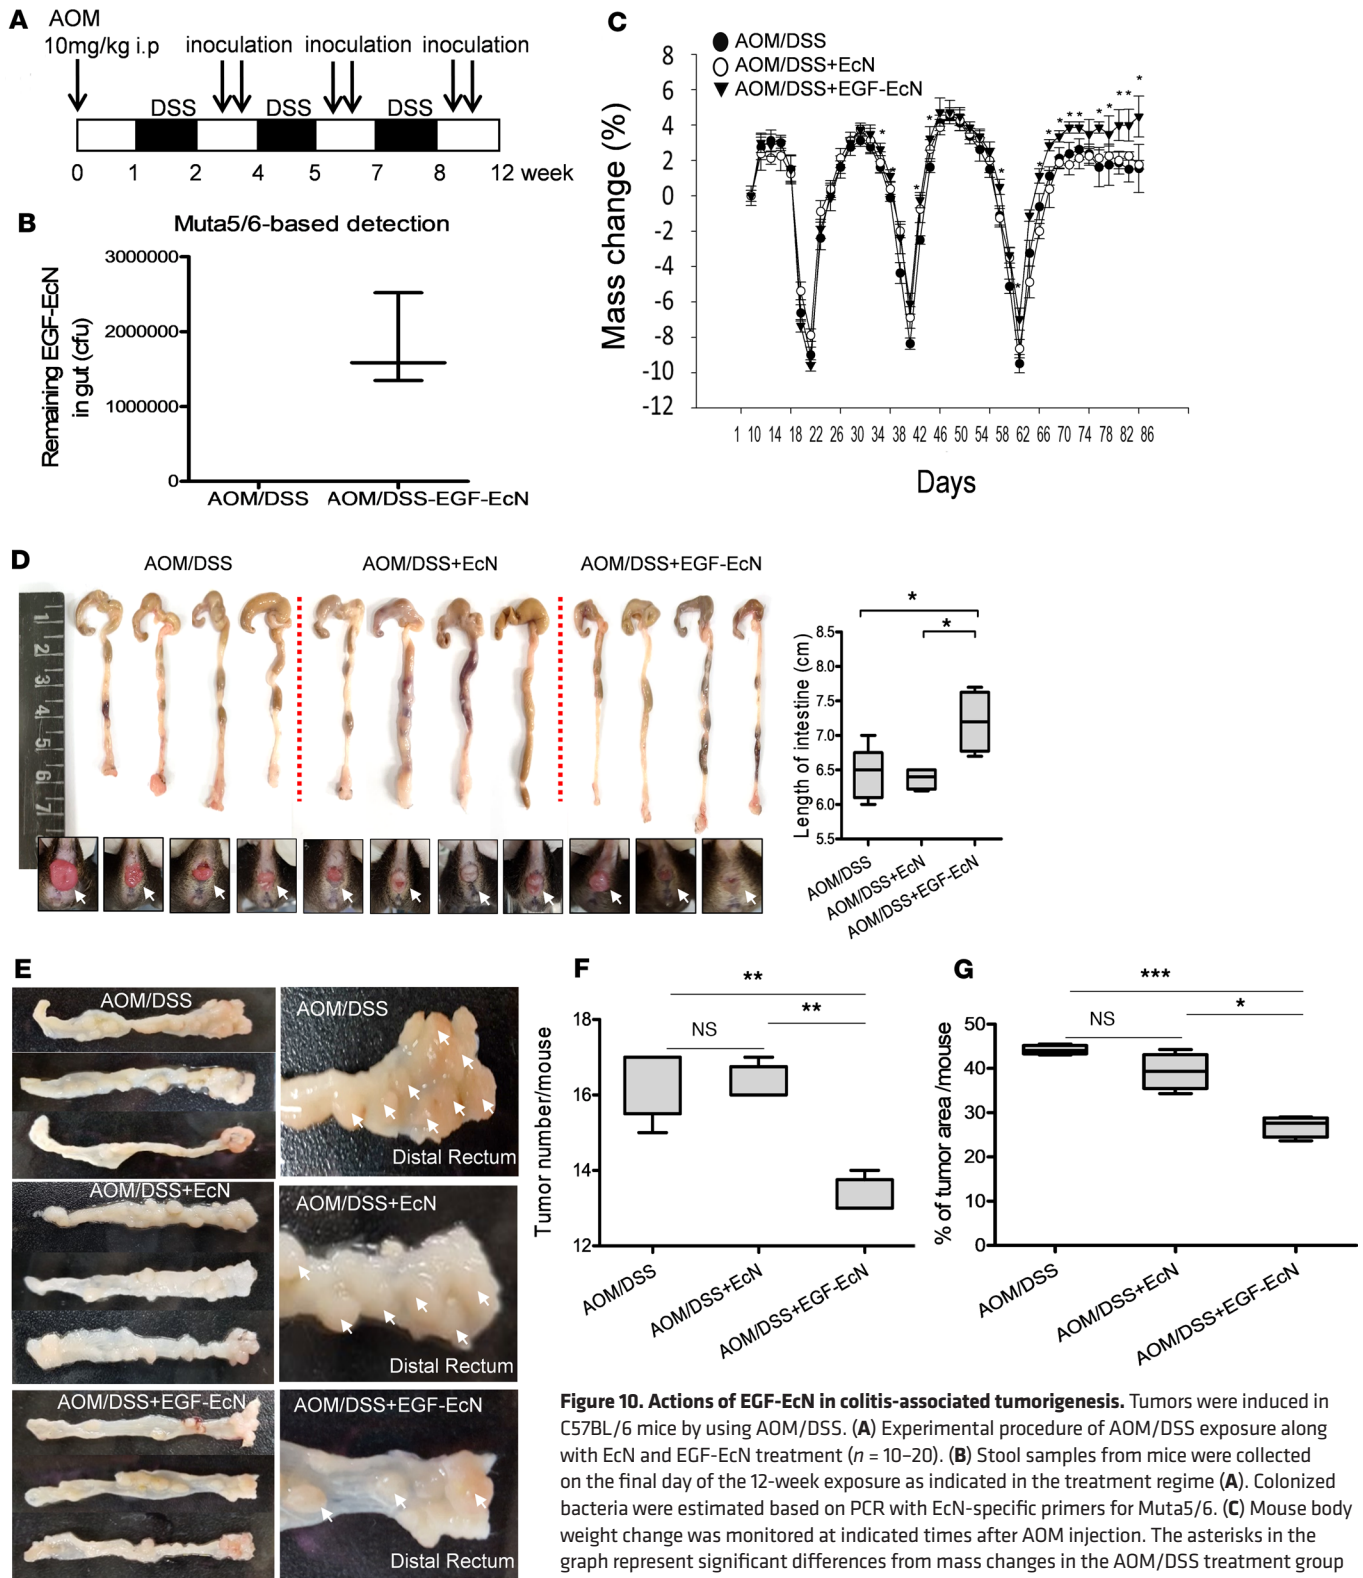 A
AOM
10mg/kg i.p
inoculation inoculation inoculation
DSS DSS DSS
0 1 2 4 5 7 8 12 week
B
Muta5/6-based detection
Remaining EGF-EcN
in gut (cfu)
3000000
2000000
1000000
0
AOM/DSS AOM/DSS-EGF-EcN
C
AOM/DSS
AOM/DSS+EcN
AOM/DSS+EGF-EcN
Mass change (%)
8
6
4
2
0
-2
-4
-6
-8
-10
-12
1 10 14 18 22 26 30 34 38 42 46 50 54 58 62 66 70 74 78 82 86
Days
D
AOM/DSS AOM/DSS+EcN AOM/DSS+EGF-EcN
1
2
3
4
5
6
7
Length of intestine (cm)
* 
*
8.5
8.0
7.5
7.0
6.5
6.0
5.5
AOM/DSS
AOM/DSS+EcN
AOM/DSS+EGF-EcN
E
AOM/DSS
AOM/DSS
Distal Rectum
AOM/DSS+EcN
AOM/DSS+EcN
Distal Rectum
AOM/DSS+EGF-EcN
AOM/DSS+EGF-EcN
Distal Rectum
F
Tumor number/mouse
**
**
NS
18
16
14
12
AOM/DSS
AOM/DSS+EcN
AOM/DSS+EGF-EcN
G
% of tumor area /mouse
***
*
NS
50
40
30
20
10
0
AOM/DSS
AOM/DSS+EcN
AOM/DSS+EGF-EcN
Figure 10. Actions of EGF-EcN in colitis-associated tumorigenesis. Tumors were induced in
C57BL/6 mice by using AOM/DSS. (A) Experimental procedure of AOM/DSS exposure along
with EcN and EGF-EcN treatment (n = 10–20). (B) Stool samples from mice were collected
on the final day of the 12-week exposure as indicated in the treatment regime (A). Colonized
bacteria were estimated based on PCR with EcN-specific primers for Muta5/6. (C) Mouse body
weight change was monitored at indicated times after AOM injection. The asterisks in the
graph represent significant differences from mass changes in the AOM/DSS treatment group